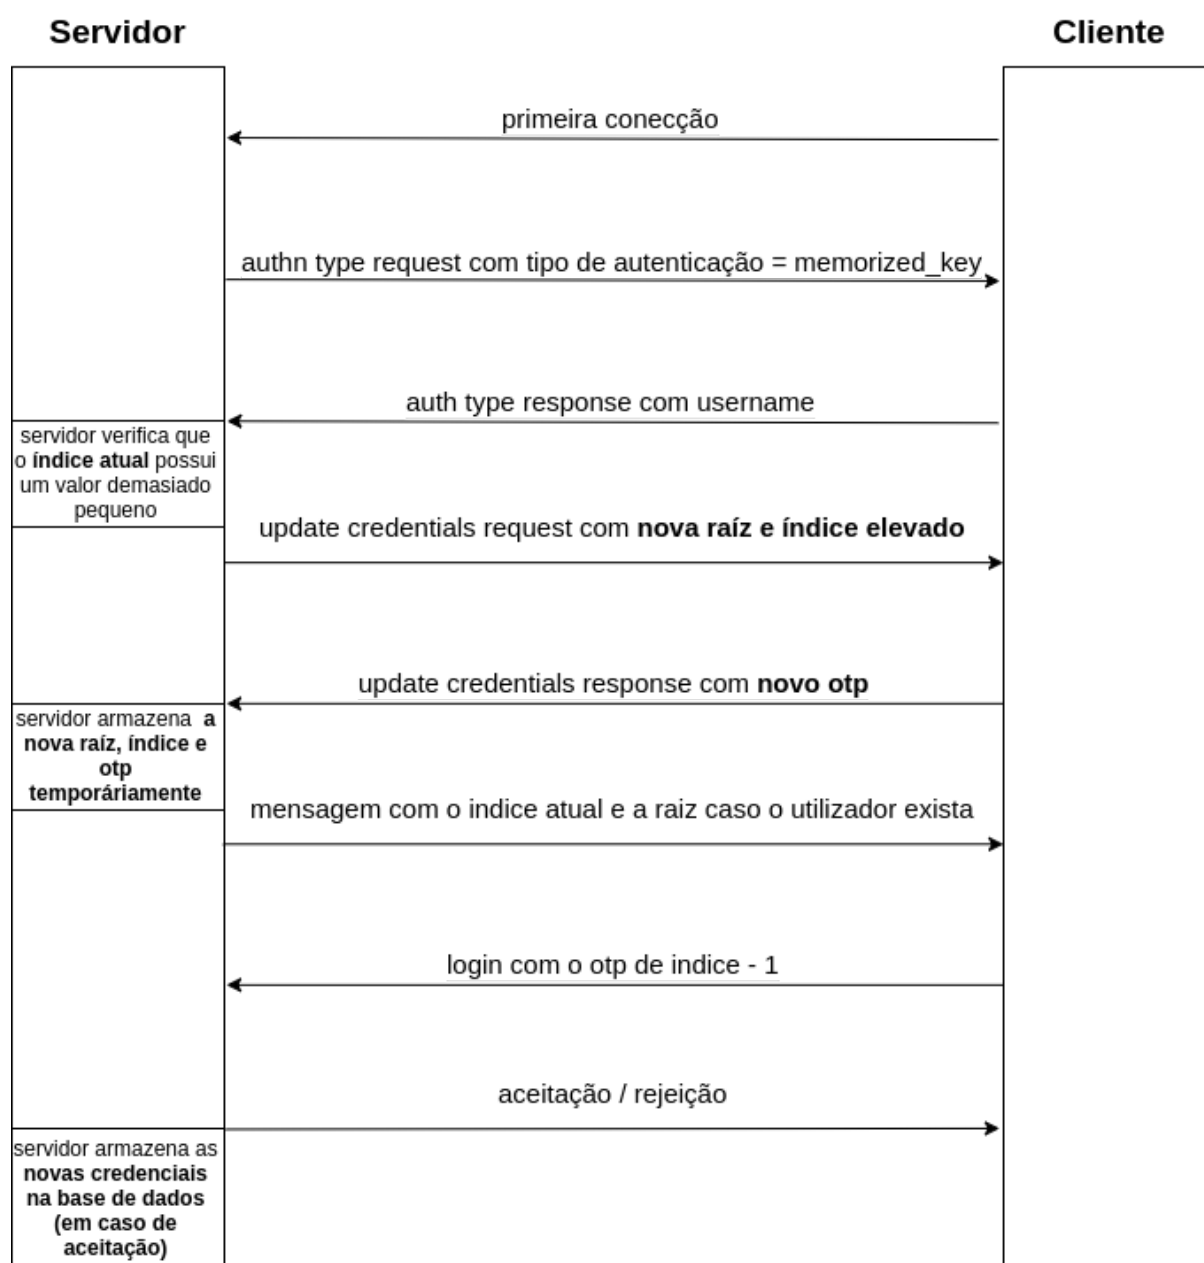 Servidor
Cliente
primeira conecção
authn type request com tipo de autenticação = memorized_key
auth type response com username
servidor verifica que
o índice atual possui
um valor demasiado
pequeno
update credentials request com nova raíz e índice elevado
update credentials response com novo otp
servidor armazena a
nova raíz, índice e
otp
temporáriamente
mensagem com o indice atual e a raiz caso o utilizador exista
login com o otp de indice - 1
aceitação / rejeição
servidor armazena as
novas credenciais
na base de dados
(em caso de
aceitação)